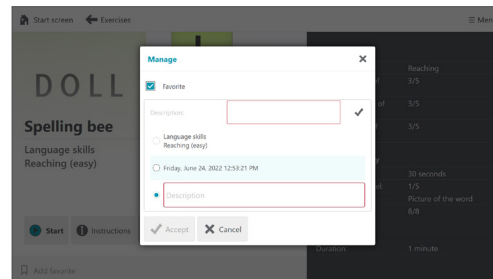 Start screen
Exercises
Men
DOLL
Spelling bee
Language skills
Reaching (easy)
Start
Instructions
Add favorite
Manage
Favorite
Description:
Language skills
Reaching (easy)
Friday, June 24, 2022 12:53:21 PM
Description
Accept
Cancel
Reaching
of
3/5
of
3/5
3/5
30 seconds
1/5
Picture of the word
8/8
Duration:
1 minute